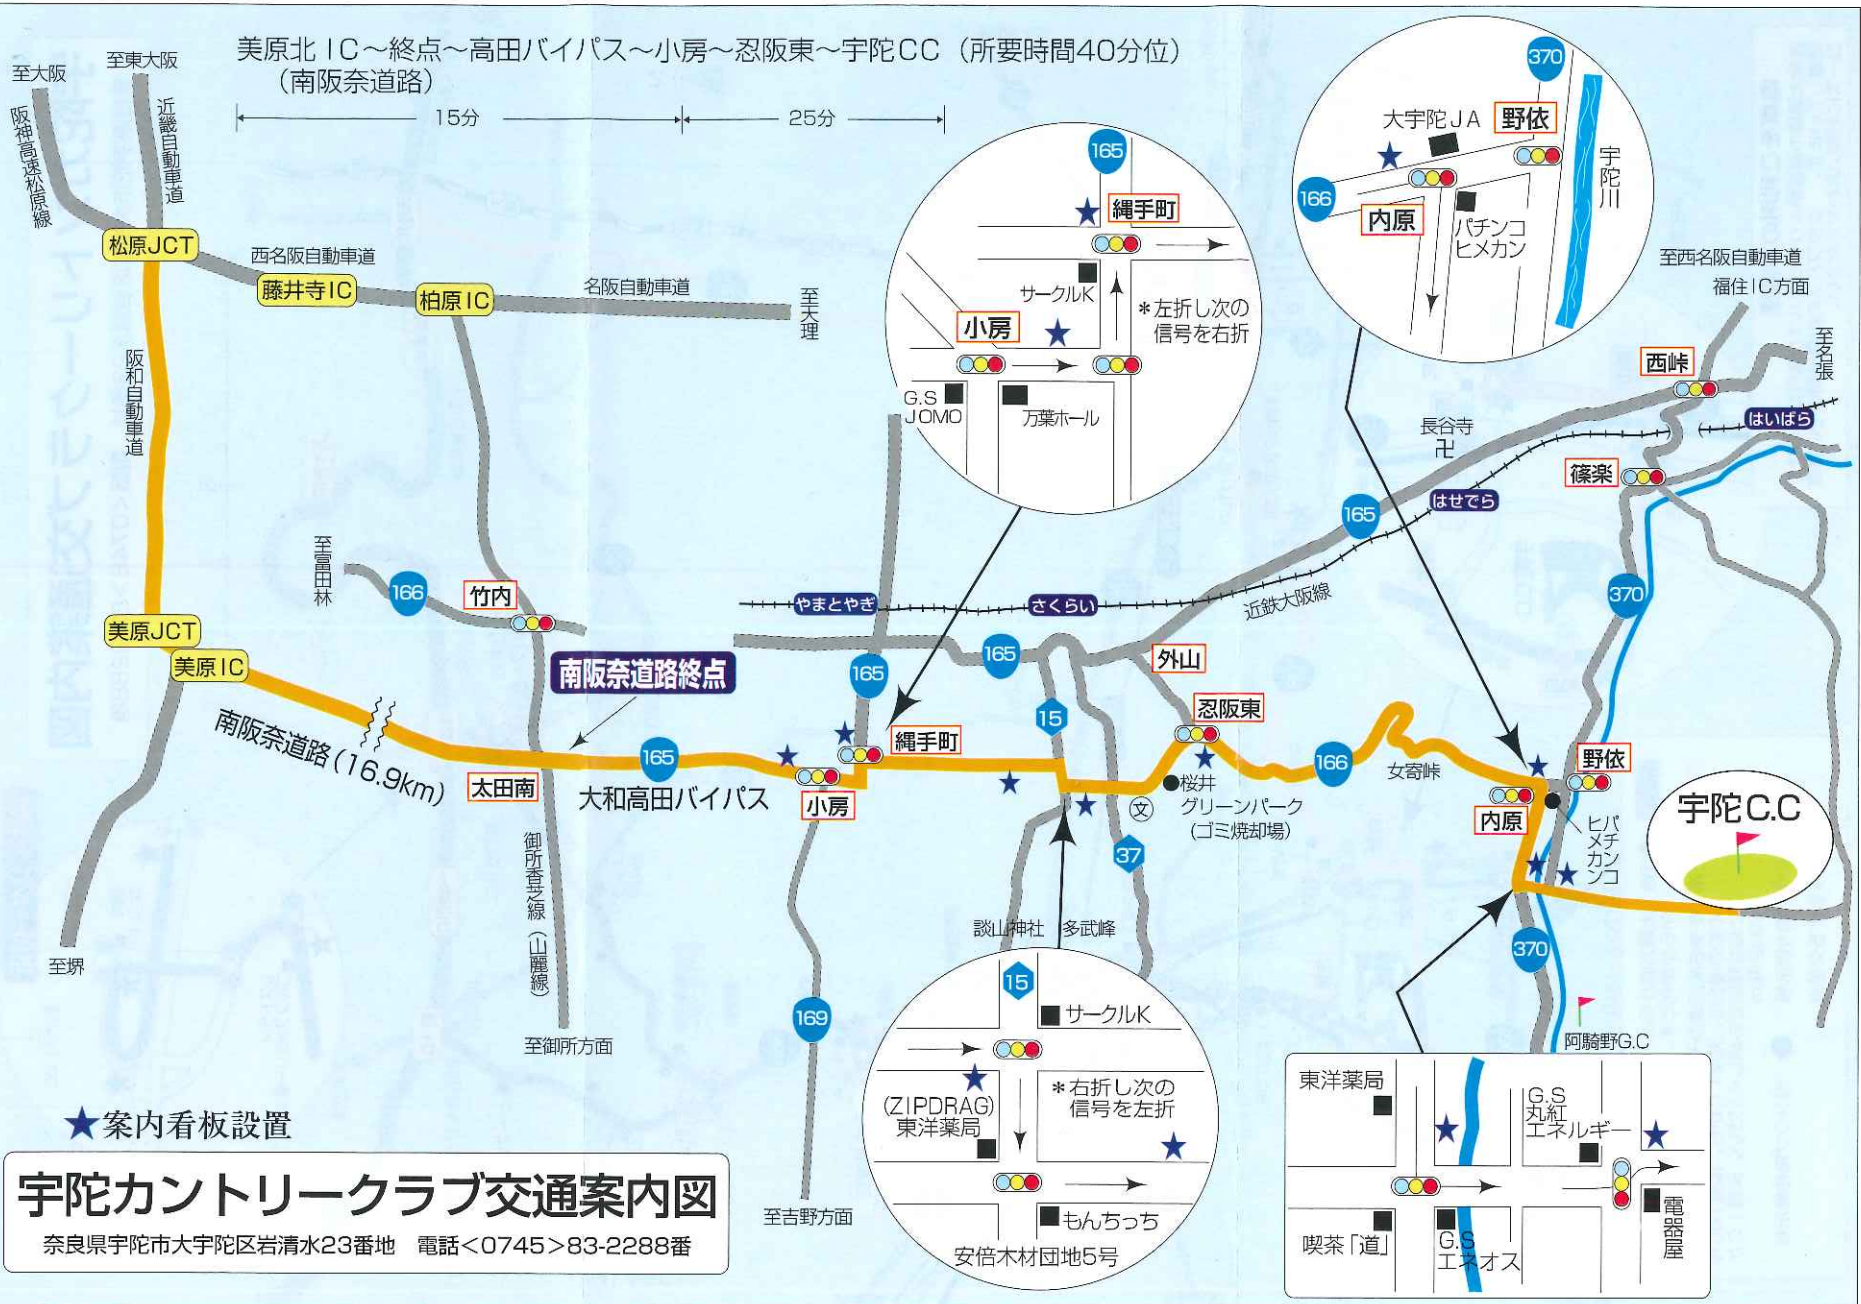 美原北IC～終点～高田バイパス～小房～忍阪東～宇陀CC（所要時間40分位）
（南阪奈道路）
15分
25分
至大阪
至東大阪
阪神高速松原線
近畿自動車道
松原JCT
西名阪自動車道
藤井寺IC
柏原IC
名阪自動車道
至天理
阪和自動車道
165
縄手町
サークルK
小房
*左折し次の
信号を右折
G.S
JOMO
万葉ホール
370
大宇陀JA
野依
166
内原
パチンコ
ヒメカン
宇陀川
至西名阪自動車道
福住IC方面
西峠
至名張
はいばら
長谷寺
卍
篠楽
はせでら
165
近鉄大阪線
370
至富田林
166
竹内
やまとやぎ
さくらい
美原JCT
美原IC
南阪奈道路終点
165
165
外山
15
忍阪東
縄手町
南阪奈道路(16.9km)
太田南
165
大和高田バイパス
小房
文
桜井
グリーンパーク
(ゴミ焼却場)
166
女寄峠
野依
内原
パチンコ
ヒメカン
宇陀C.C
37
御所香芝線（山麓線）
至堺
談山神社
多武峰
370
阿騎野G.C
169
至御所方面
至吉野方面
15
サークルK
(ZIPDRAG)
東洋薬局
*右折し次の
信号を左折
もんちっち
安倍木材団地5号
東洋薬局
G.S
丸紅
エネルギー
喫茶「道」
G.S
エネオス
電器屋
★案内看板設置
宇陀カントリークラブ交通案内図
奈良県宇陀市大宇陀区岩清水23番地　電話<0745>83-2288番